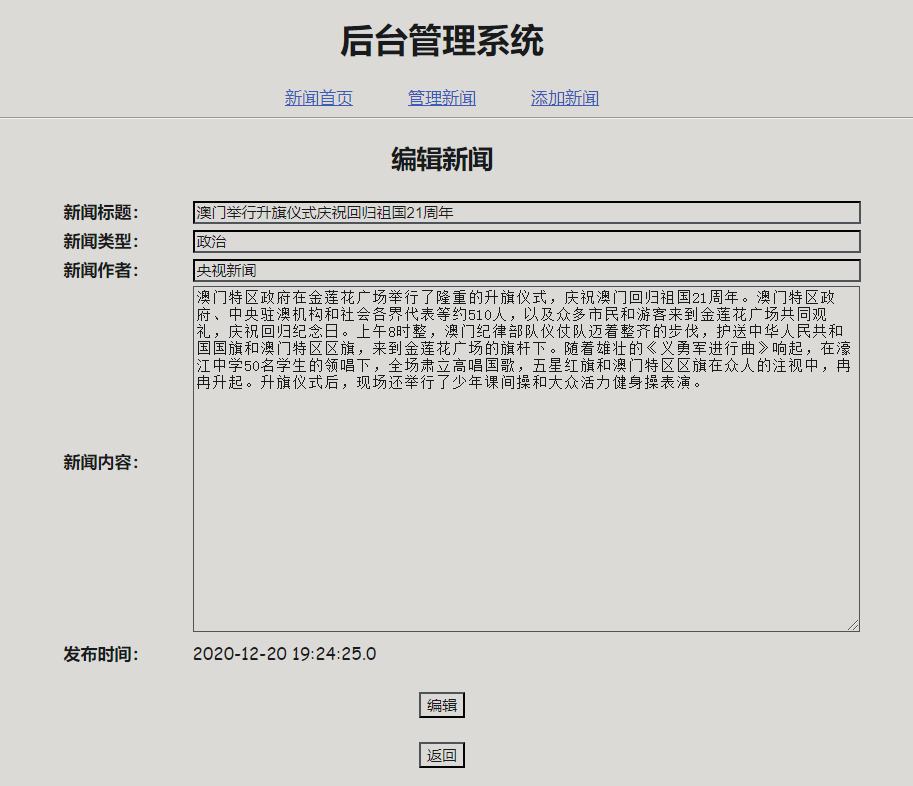 后台管理系统
新闻首页 管理新闻 添加新闻
编辑新闻
新闻标题： 澳门举行升旗仪式庆祝回归祖国21周年
新闻类型： 政治
新闻作者： 央视新闻
澳门特区政府在金莲花广场举行了隆重的升旗仪式，庆祝澳门回归祖国21周年。澳门特区政
府、中央驻澳机构和社会各界代表等约510人，以及众多市民和游客来到金莲花广场共同观
礼，庆祝回归纪念日。上午8时整，澳门纪律部队仪仗队迈着整齐的步伐，护送中华人民共和
国国旗和澳门特区区旗，来到金莲花广场的旗杆下。随着雄壮的《义勇军进行曲》响起，在濠
江中学50名学生的领唱下，全场肃立高唱国歌，五星红旗和澳门特区区旗在众人的注视中，冉
冉升起。升旗仪式后，现场还举行了少年课间操和大众活力健身操表演。
新闻内容：
发布时间： 2020-12-20 19:24:25.0
编辑
返回